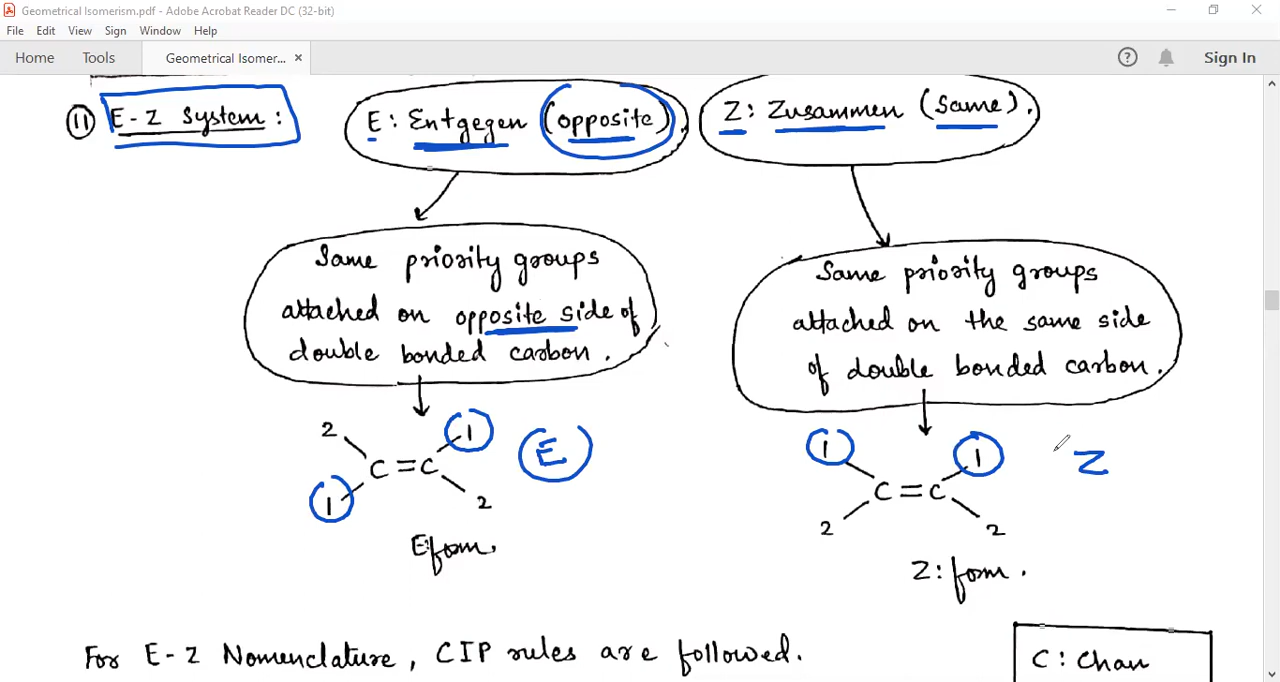 Geometrical Isomerism.pdf - Adobe Acrobat Reader DC (32-bit)
File Edit View Sign Window Help
Home Tools Geometrical Isomer... × Sign In
(11) E-Z System : E : Entgegen (opposite). Z : Zusammen (Same).
Same priority groups
attached on opposite side of
double bonded carbon.
Same priority groups
attached on the same side
of double bonded carbon.
2 1 E
C=C
1 2
E form.
1 1 Z
C=C
2 2
Z: form.
For E-Z Nomenclature, CIP rules are followed.
C : Chan